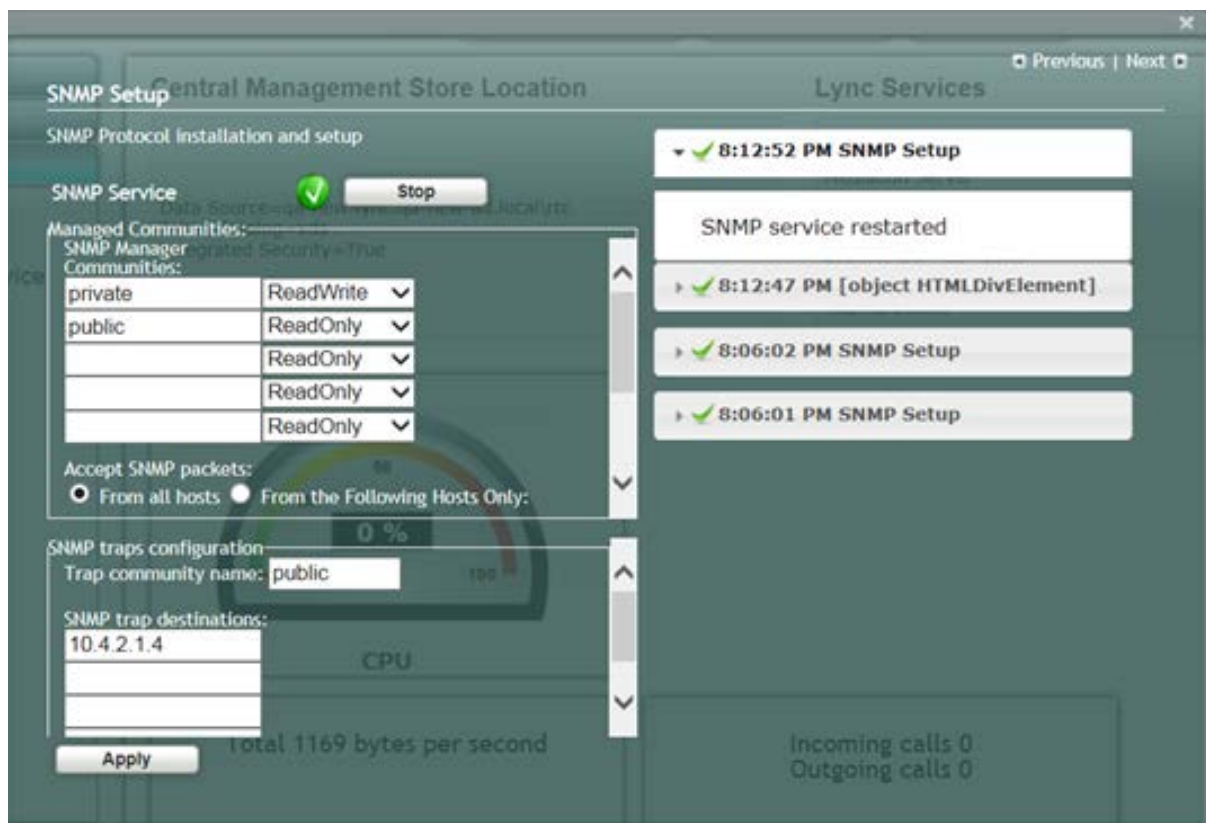 Previous | Next
Central Management Store Location
Lync Services
SNMP Setup
SNMP Protocol installation and setup
SNMP Service
Stop
Managed Communities:
Integrated Security=True
SNMP Manager
Communities:
private ReadWrite
public ReadOnly
ReadOnly
ReadOnly
ReadOnly
Accept SNMP packets:
From all hosts From the Following Hosts Only:
0 %
100
SNMP traps configuration
Trap community name: public
SNMP trap destinations:
10.4.2.1.4
CPU
Apply
Total 1169 bytes per second
Incoming calls 0
Outgoing calls 0
8:12:52 PM SNMP Setup
SNMP service restarted
8:12:47 PM [object HTMLDivElement]
8:06:02 PM SNMP Setup
8:06:01 PM SNMP Setup